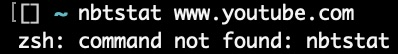 [] ~ nbtstat www.youtube.com
zsh: command not found: nbtstat